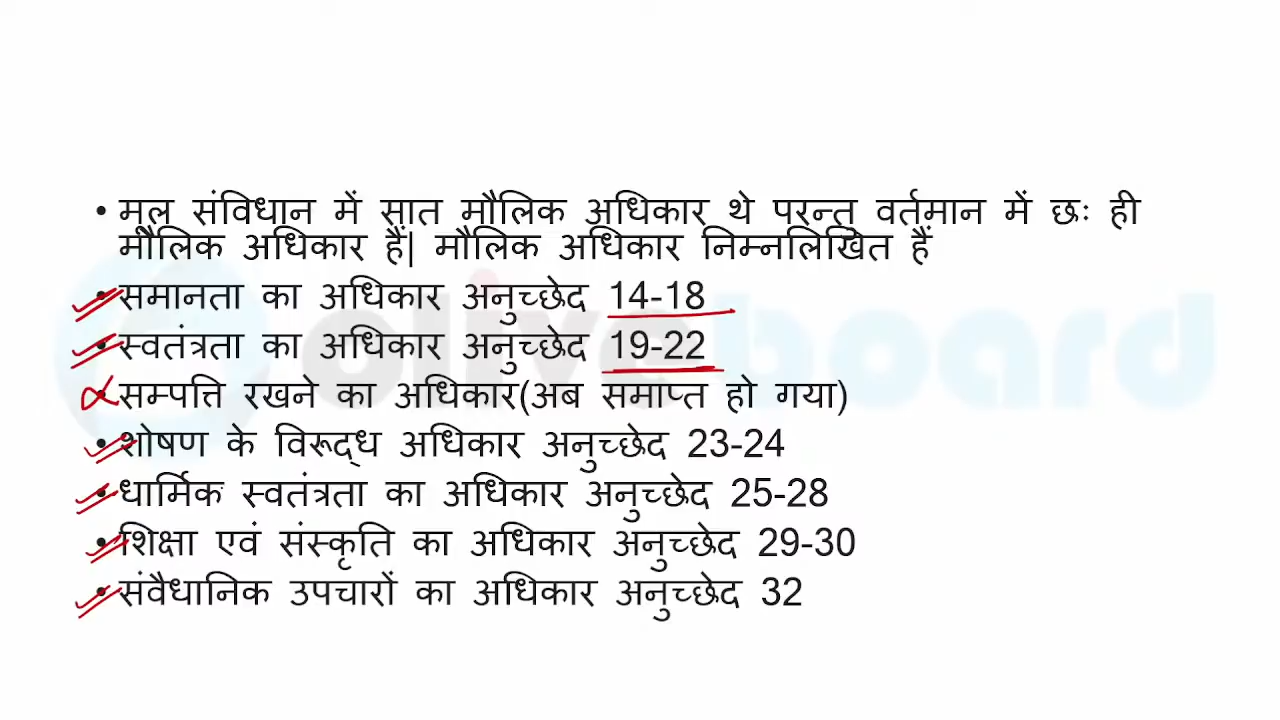 • मूल संविधान में सात मौलिक अधिकार थे परन्तु वर्तमान में छः ही
मौलिक अधिकार हैं| मौलिक अधिकार निम्नलिखित हैं
• समानता का अधिकार अनुच्छेद 14-18
• स्वतंत्रता का अधिकार अनुच्छेद 19-22
• सम्पत्ति रखने का अधिकार(अब समाप्त हो गया)
• शोषण के विरूद्ध अधिकार अनुच्छेद 23-24
• धार्मिक स्वतंत्रता का अधिकार अनुच्छेद 25-28
• शिक्षा एवं संस्कृति का अधिकार अनुच्छेद 29-30
• संवैधानिक उपचारों का अधिकार अनुच्छेद 32
oliveboard